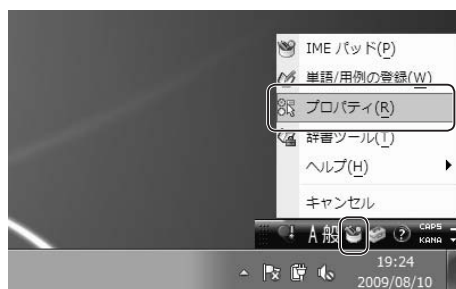 IME パッド(P)
単語/用例の登録(W)
プロパティ(R)
辞書ツール(T)
ヘルプ(H)
キャンセル
A 般 ? CAPS
KANA
19:24
2009/08/10